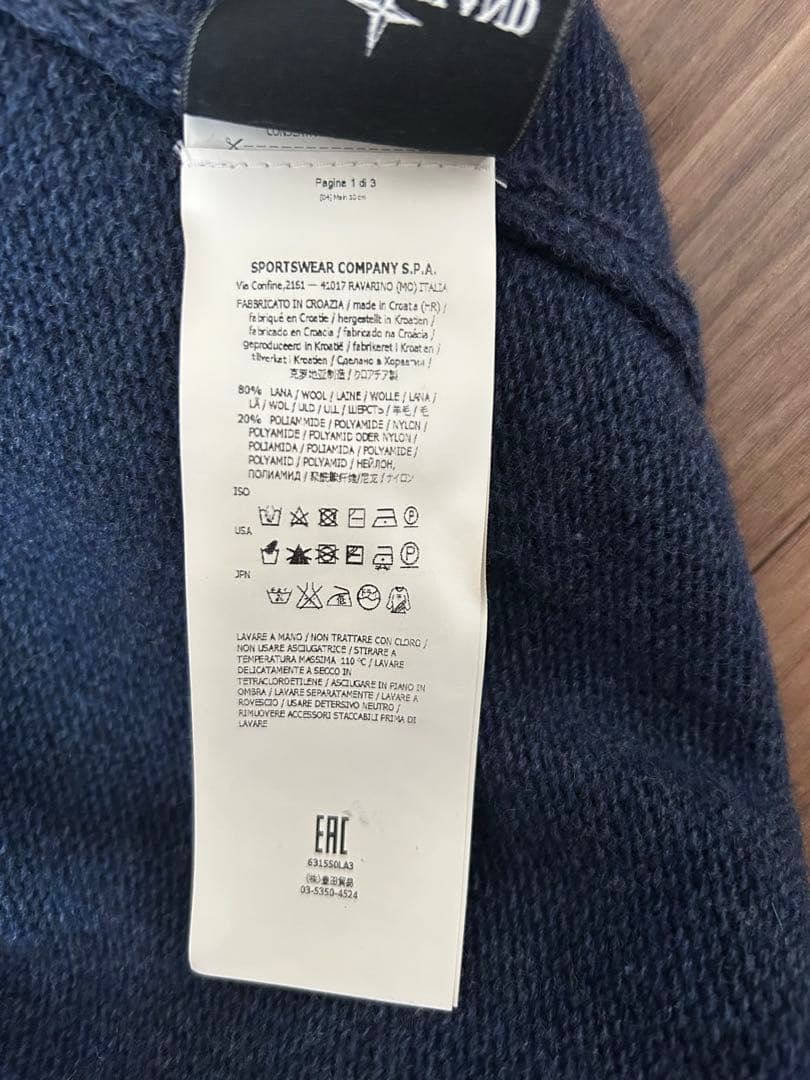 Pagina 1 di 3
SPORTSWEAR COMPANY S.P.A.
Via Confine,2161 — 41017 RAVARINO (MO) ITALIA
FABBRICATO IN CROAZIA / made in Croatia (HR) /
fabriqué en Croatie / hergestellt in Kroatien /
fabricado en Croacia / fabricado na Croácia /
geproduceerd in Kroatië / fabrikeret i Kroatien /
tillverkat i Kroatien / Сделано в Хорватии /
克罗地亚制造 / クロアチア製
80% LANA / WOOL / LAINE / WOLLE / LANA /
LÃ / WOL / ULD / ULL / ШЕРСТЬ / 羊毛 / 毛
20% POLIAMMIDE / POLYAMIDE / NYLON /
POLYAMIDE / POLYAMID ODER NYLON /
POLIAMIDA / POLIAMIDA / POLYAMIDE /
POLYAMID / POLYAMID / НЕЙЛОН,
ПОЛИАМИД / 聚酰胺纤维/尼龙 / ナイロン
ISO
USA
JPN
LAVARE A MANO / NON TRATTARE CON CLORO /
NON USARE ASCIUGATRICE / STIRARE A
TEMPERATURA MASSIMA 110 °C / LAVARE
DELICATAMENTE A SECCO IN
TETRACLOROETILENE / ASCIUGARE IN PIANO IN
OMBRA / LAVARE SEPARATAMENTE / LAVARE A
ROVESCIO / USARE DETERSIVO NEUTRO /
RIMUOVERE ACCESSORI STACCABILI PRIMA DI
LAVARE
EAC
6315S0LA3
(株)豊田貿易
03-5350-4524